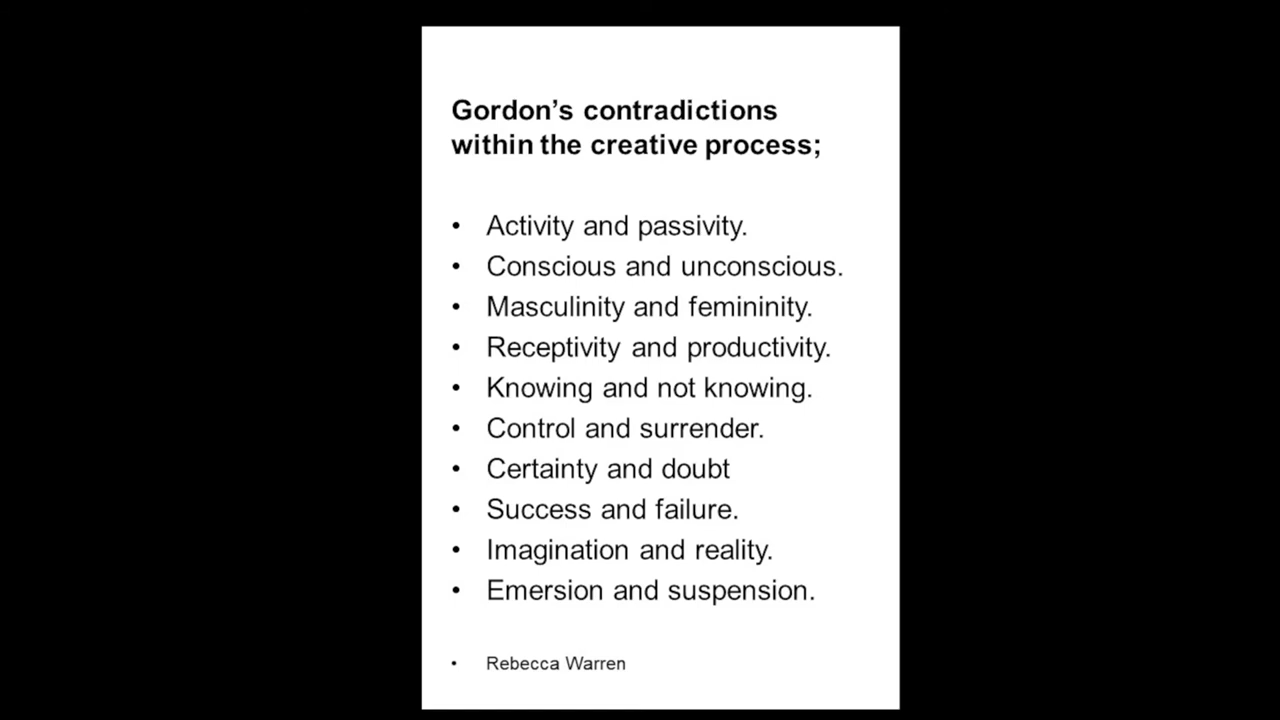 Gordon’s contradictions
within the creative process;
• Activity and passivity.
• Conscious and unconscious.
• Masculinity and femininity.
• Receptivity and productivity.
• Knowing and not knowing.
• Control and surrender.
• Certainty and doubt
• Success and failure.
• Imagination and reality.
• Emersion and suspension.
• Rebecca Warren